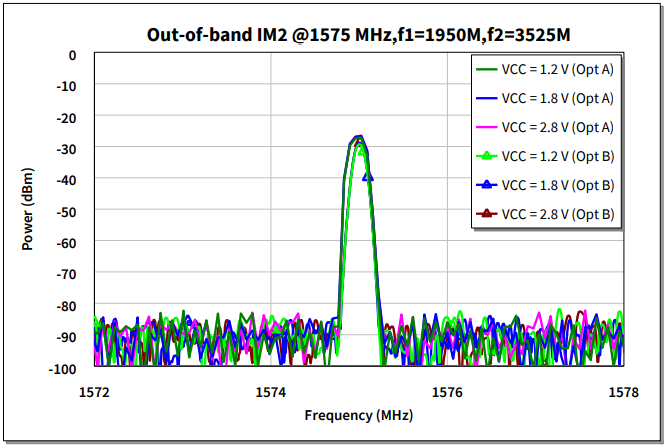 Out-of-band IM2 @1575 MHz,f1=1950M,f2=3525M
0
-10
-20
-30
-40
-50
-60
-70
-80
-90
-100
Power (dBm)
VCC = 1.2 V (Opt A)
VCC = 1.8 V (Opt A)
VCC = 2.8 V (Opt A)
VCC = 1.2 V (Opt B)
VCC = 1.8 V (Opt B)
VCC = 2.8 V (Opt B)
1572 1574 1576 1578
Frequency (MHz)